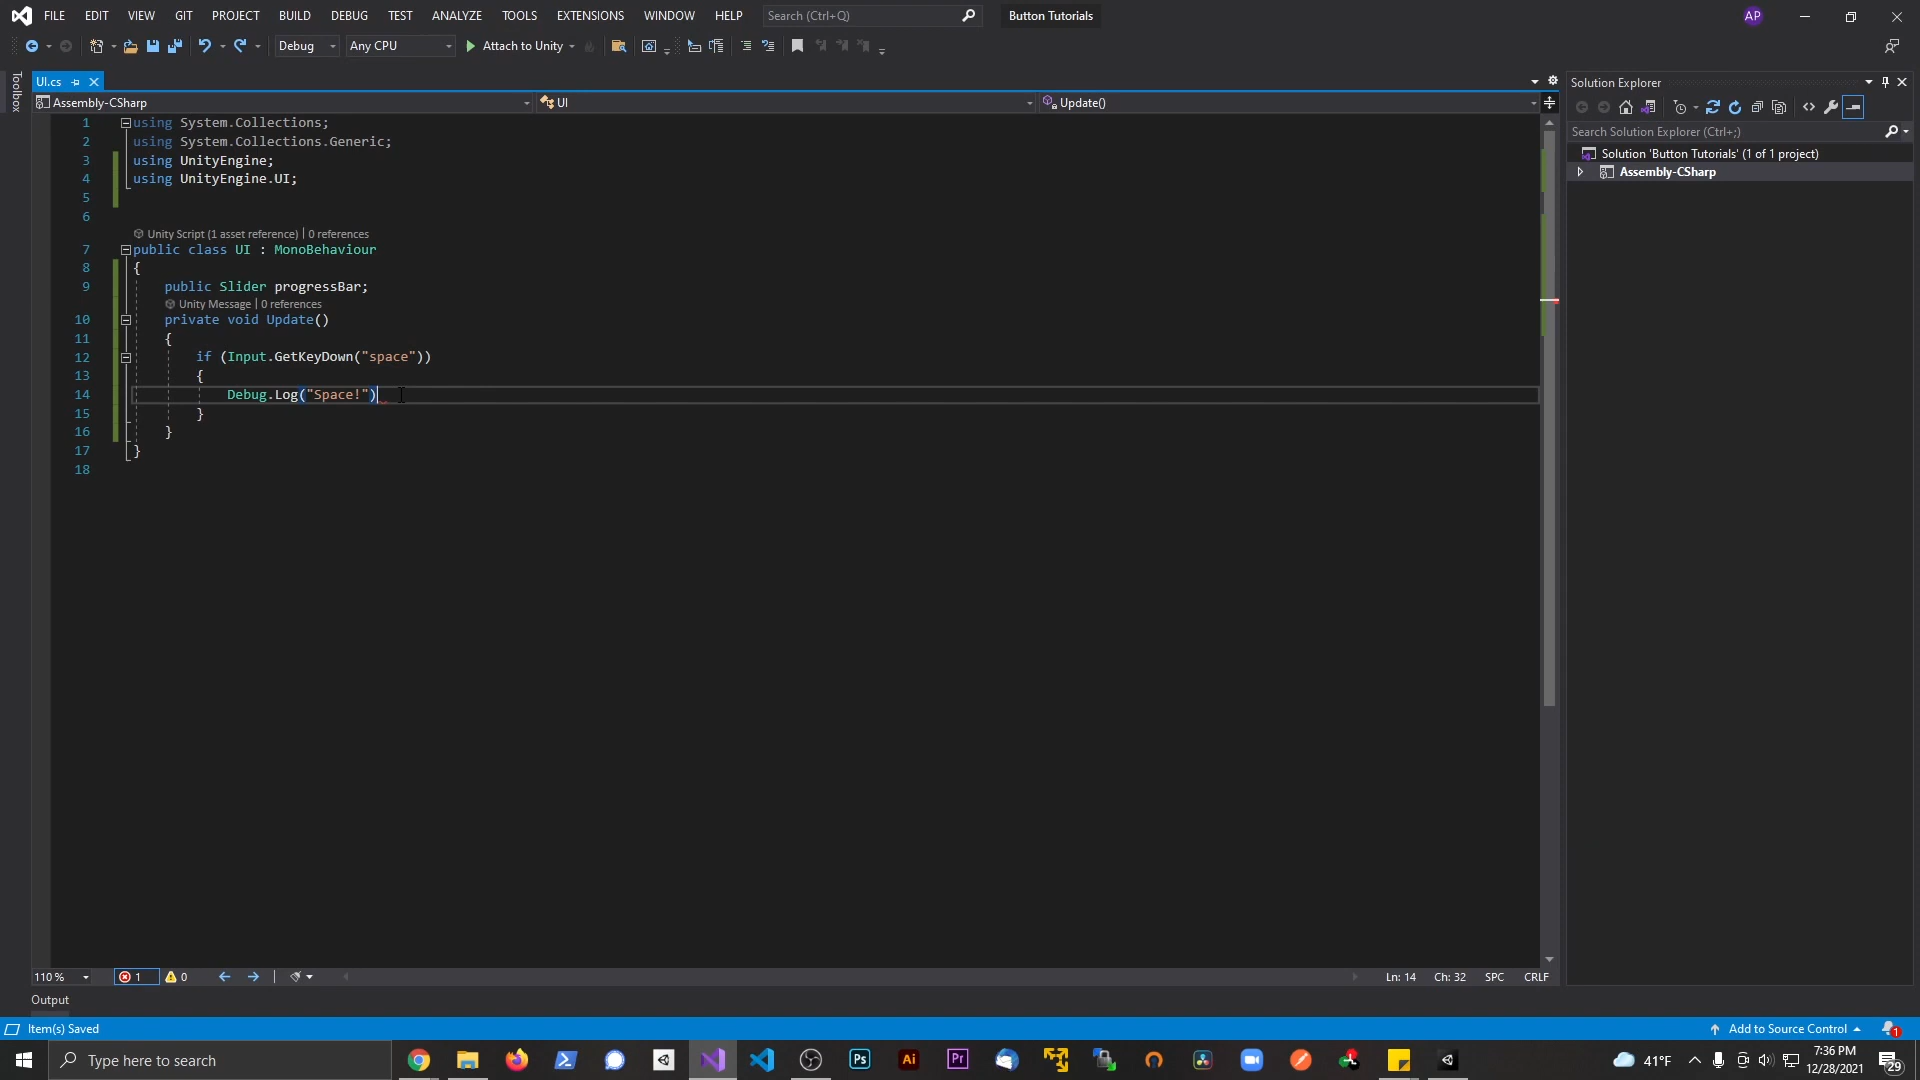 FILE EDIT VIEW GIT PROJECT BUILD DEBUG TEST ANALYZE TOOLS EXTENSIONS WINDOW HELP Search (Ctrl+Q) Button Tutorials AP
Debug Any CPU Attach to Unity
Toolbox
UI.cs
Assembly-CSharp UI Update()
1 using System.Collections;
2 using System.Collections.Generic;
3 using UnityEngine;
4 using UnityEngine.UI;
5
6
Unity Script (1 asset reference) | 0 references
7 public class UI : MonoBehaviour
8 {
9 public Slider progressBar;
Unity Message | 0 references
10 private void Update()
11 {
12 if (Input.GetKeyDown("space"))
13 {
14 Debug.Log("Space!")
15 }
16 }
17 }
18
110 % 1 0 Ln: 14 Ch: 32 SPC CRLF
Solution Explorer
Search Solution Explorer (Ctrl+;)
Solution 'Button Tutorials' (1 of 1 project)
Assembly-CSharp
Output
Item(s) Saved Add to Source Control 1
Type here to search Ps Ai Pr 41°F 7:36 PM
12/28/2021 29